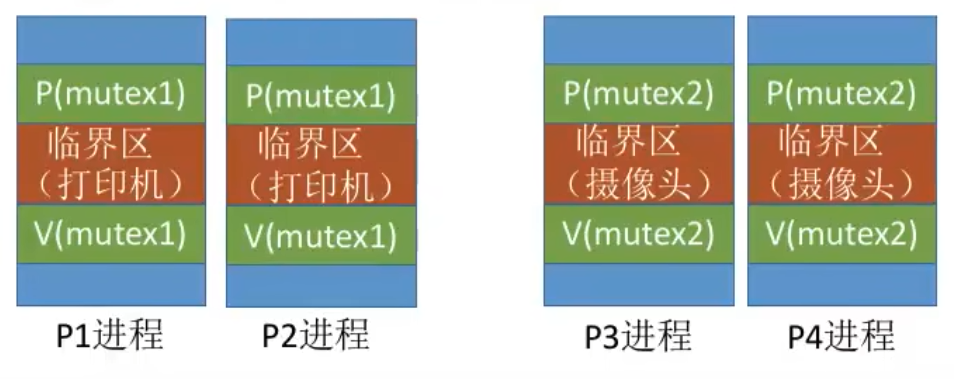 P(mutex1)
临界区
（打印机）
V(mutex1)
P1进程
P(mutex1)
临界区
（打印机）
V(mutex1)
P2进程
P(mutex2)
临界区
（摄像头）
V(mutex2)
P3进程
P(mutex2)
临界区
（摄像头）
V(mutex2)
P4进程